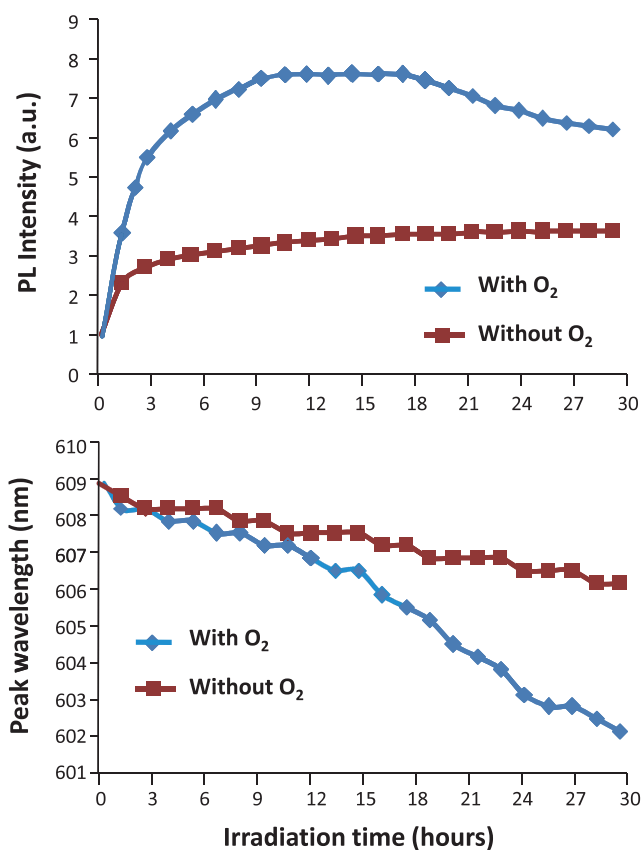 PL Intensity (a.u.)
9
8
7
6
5
4
3
2
1
0
0 3 6 9 12 15 18 21 24 27 30
With O₂
Without O₂
Peak wavelength (nm)
610
609
608
607
606
605
604
603
602
601
0 3 6 9 12 15 18 21 24 27 30
With O₂
Without O₂
Irradiation time (hours)